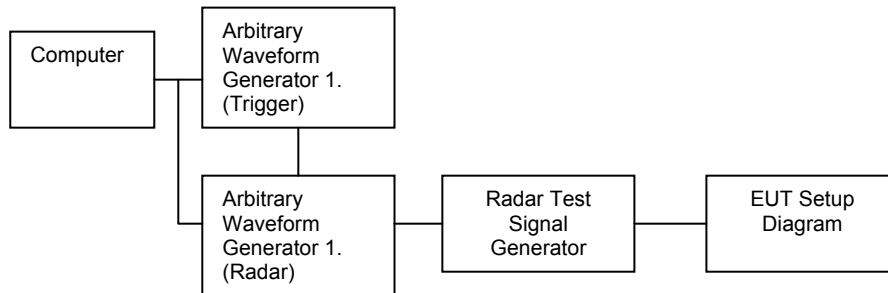 Computer
Arbitrary
Waveform
Generator 1.
(Trigger)
Arbitrary
Waveform
Generator 1.
(Radar)
Radar Test
Signal
Generator
EUT Setup
Diagram